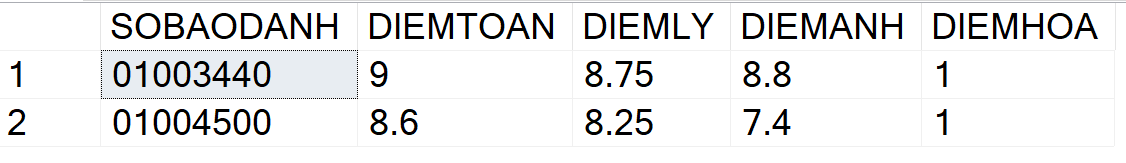 SOBAODANH DIEMTOAN DIEMLY DIEMANH DIEMHOA
1 01003440 9 8.75 8.8 1
2 01004500 8.6 8.25 7.4 1